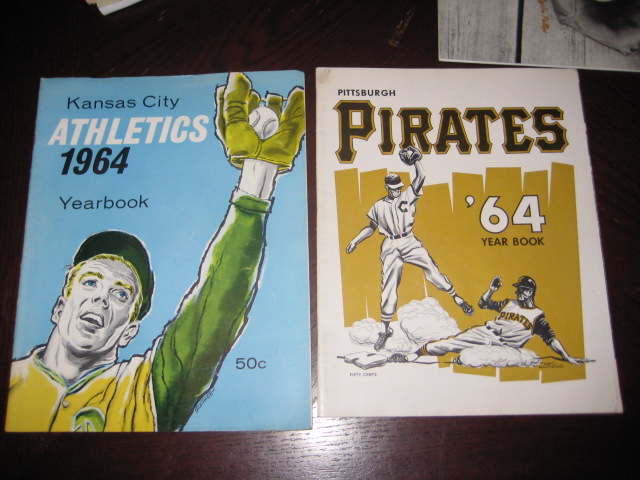 Kansas City
ATHLETICS
1964
Yearbook
50c
PITTSBURGH
PIRATES
'64
YEAR BOOK
C
PIRATES
FIFTY CENTS